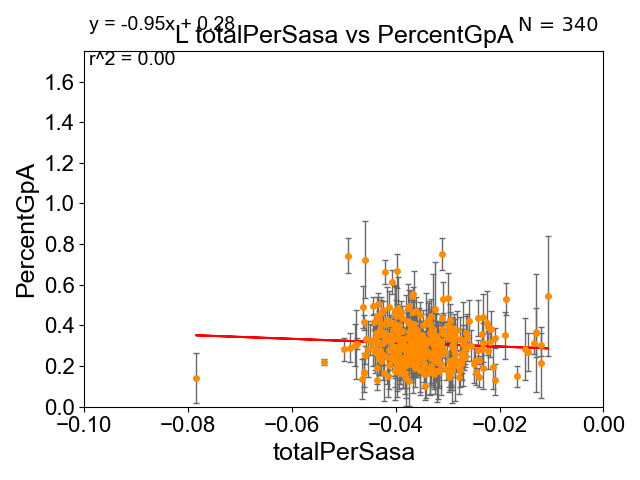 y = -0.95x + 0.28
N = 340
L totalPerSasa vs PercentGpA
r^2 = 0.00
PercentGpA
1.6
1.4
1.2
1.0
0.8
0.6
0.4
0.2
0.0
−0.10 −0.08 −0.06 −0.04 −0.02 0.00
totalPerSasa